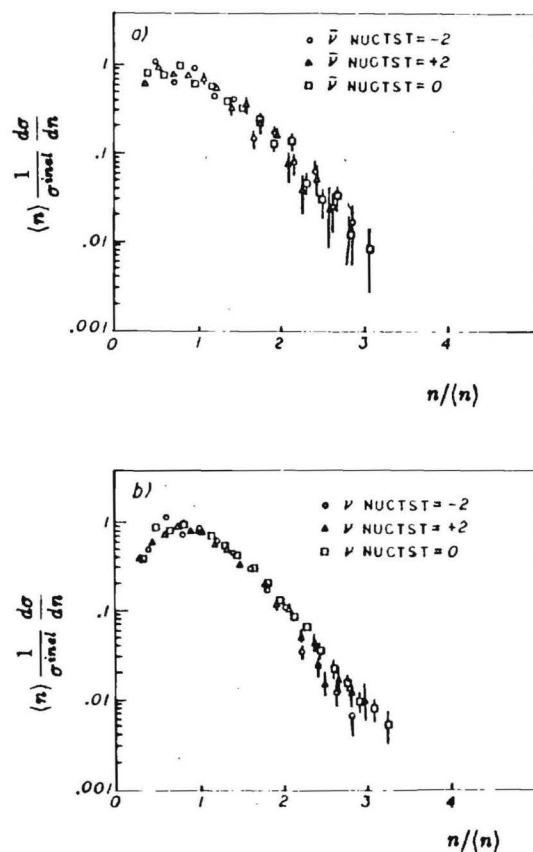 a)
○ ν̄ NUCTST = -2
▲ ν̄ NUCTST = +2
□ ν̄ NUCTST = 0
⟨n⟩ 1/σ^inel dσ/dn
1
.1
.01
.001
0 1 2 3 4
n/⟨n⟩
b)
○ ν NUCTST = -2
▲ ν NUCTST = +2
□ ν NUCTST = 0
⟨n⟩ 1/σ^inel dσ/dn
1
.1
.01
.001
0 1 2 3 4
n/⟨n⟩